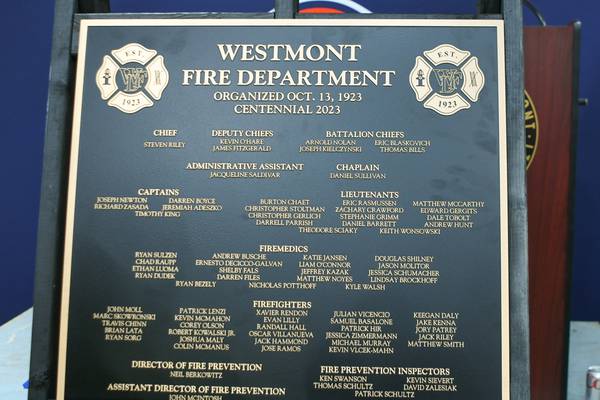 WESTMONT
FIRE DEPARTMENT
ORGANIZED OCT. 13, 1923
CENTENNIAL 2023
EST.
1923
EST.
1923
CHIEF
STEVEN RILEY
DEPUTY CHIEFS
KEVIN O'HARE
JAMES FITZGERALD
BATTALION CHIEFS
ARNOLD NOLAN ERIC BLASKOVICH
JOSEPH KIELCZYNSKI THOMAS BILLS
ADMINISTRATIVE ASSISTANT
JACQUELINE SALDIVAR
CHAPLAIN
DANIEL SULLIVAN
CAPTAINS
JOSEPH NEWTON DARREN BOYCE
RICHARD ZASADA JEREMIAH ADESZKO
TIMOTHY KING
LIEUTENANTS
BURTON CHAET ERIC RASMUSSEN MATTHEW MCCARTHY
CHRISTOPHER STOLTMAN ZACHARY CRAWFORD EDWARD GERGITS
CHRISTOPHER GERLICH STEPHANIE GRIMM DALE TOBOLT
DARRELL PARRISH DANIEL BARRETT ANDREW HUNT
THEODORE SCIAKY KEITH WONSOWSKI
FIREMEDICS
RYAN SULZEN ANDREW BUSCHE KATIE JANSEN DOUGLAS SHILNEY
CHAD RAUPP ERNESTO DECICCO-GALVAN LIAM O'CONNOR JASON MOLITOR
ETHAN LUOMA SHELBY FALS JEFFREY KAZAK JESSICA SCHUMACHER
RYAN DUDEK DARREN FILES MATTHEW NOYES LINDSAY BROCKHOFF
RYAN BEZELY NICHOLAS POTTHOFF KYLE WALSH
FIREFIGHTERS
JOHN MOLL PATRICK LENZI XAVIER RENDON JULIAN VICENCIO KEEGAN DALY
MARC SKOWRONSKI KEVIN MCMAHON EVAN LILLY SAMUEL BASALONE JAKE KENNA
TRAVIS CHINN COREY OLSON RANDALL HALL PATRICK HIR JORY PATREY
BRIAN LATA ROBERT KOWALSKI JR. OSCAR VILLANUEVA JESSICA ZIMMERMANN JACK RILEY
RYAN SORG JOSHUA MALY JACK HAMMOND MICHAEL MURRAY MATTHEW SMITH
COLIN MCMANUS JOSE RAMOS KEVIN VLCEK-MAHN
DIRECTOR OF FIRE PREVENTION
NEIL BERKOWITZ
FIRE PREVENTION INSPECTORS
KEN SWANSON KEVIN SIEVERT
THOMAS SCHULTZ DAVID ZALESIAK
PATRICK SCHULTZ
ASSISTANT DIRECTOR OF FIRE PREVENTION
JOHN MCINTOSH